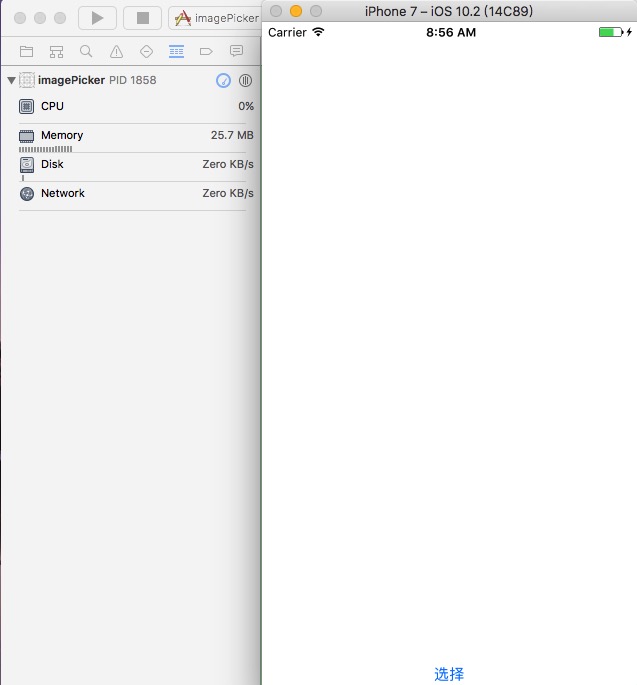 imagePicker
imagePicker PID 1858
CPU 0%
Memory 25.7 MB
Disk Zero KB/s
Network Zero KB/s
iPhone 7 – iOS 10.2 (14C89)
Carrier 8:56 AM
选择